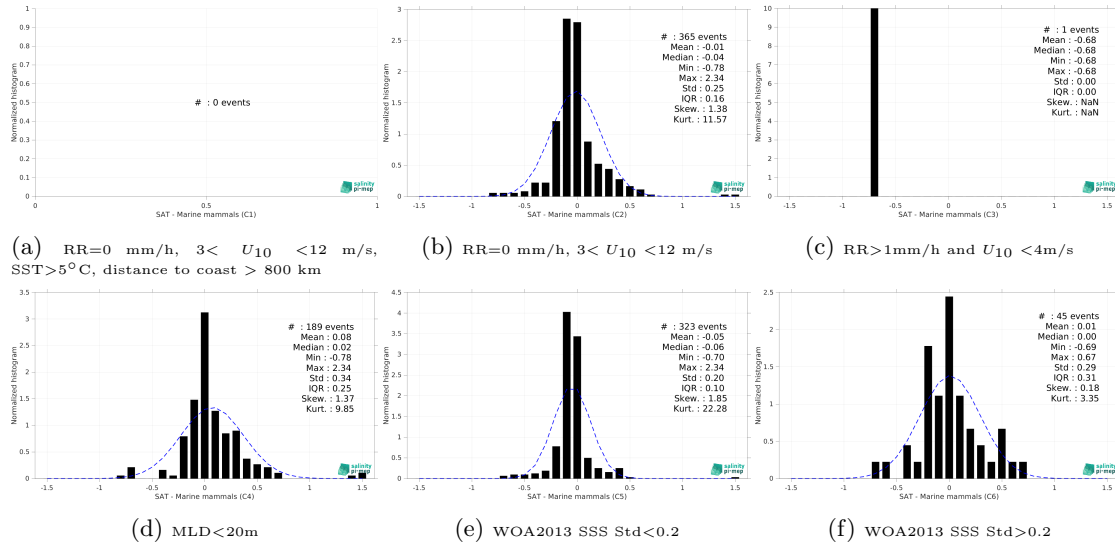 1
0.9
0.8
0.7
0.6
0.5
0.4
0.3
0.2
0.1
0
Normalized histogram
# : 0 events
salinity
pi-mep
0 0.5 1
SAT - Marine mammals (C1)
3
2.5
2
1.5
1
0.5
0
Normalized histogram
# : 365 events
Mean : -0.01
Median : -0.04
Min : -0.78
Max : 2.34
Std : 0.25
IQR : 0.16
Skew. : 1.38
Kurt. : 11.57
salinity
pi-mep
-1.5 -1 -0.5 0 0.5 1 1.5
SAT - Marine mammals (C2)
10
9
8
7
6
5
4
3
2
1
0
Normalized histogram
# : 1 events
Mean : -0.68
Median : -0.68
Min : -0.68
Max : -0.68
Std : 0.00
IQR : 0.00
Skew. : NaN
Kurt. : NaN
salinity
pi-mep
-1.5 -1 -0.5 0 0.5 1 1.5
SAT - Marine mammals (C3)
(a) RR=0 mm/h, 3< U10 <12 m/s,
SST>5°C, distance to coast > 800 km
(b) RR=0 mm/h, 3< U10 <12 m/s
(c) RR>1mm/h and U10 <4m/s
3.5
3
2.5
2
1.5
1
0.5
0
Normalized histogram
# : 189 events
Mean : 0.08
Median : 0.02
Min : -0.78
Max : 2.34
Std : 0.34
IQR : 0.25
Skew. : 1.37
Kurt. : 9.85
salinity
pi-mep
-1.5 -1 -0.5 0 0.5 1 1.5
SAT - Marine mammals (C4)
4.5
4
3.5
3
2.5
2
1.5
1
0.5
0
Normalized histogram
# : 323 events
Mean : -0.05
Median : -0.06
Min : -0.70
Max : 2.34
Std : 0.20
IQR : 0.10
Skew. : 1.85
Kurt. : 22.28
salinity
pi-mep
-1.5 -1 -0.5 0 0.5 1 1.5
SAT - Marine mammals (C5)
2.5
2
1.5
1
0.5
0
Normalized histogram
# : 45 events
Mean : 0.01
Median : 0.00
Min : -0.69
Max : 0.67
Std : 0.29
IQR : 0.31
Skew. : 0.18
Kurt. : 3.35
salinity
pi-mep
-1.5 -1 -0.5 0 0.5 1 1.5
SAT - Marine mammals (C6)
(d) MLD<20m
(e) WOA2013 SSS Std<0.2
(f) WOA2013 SSS Std>0.2